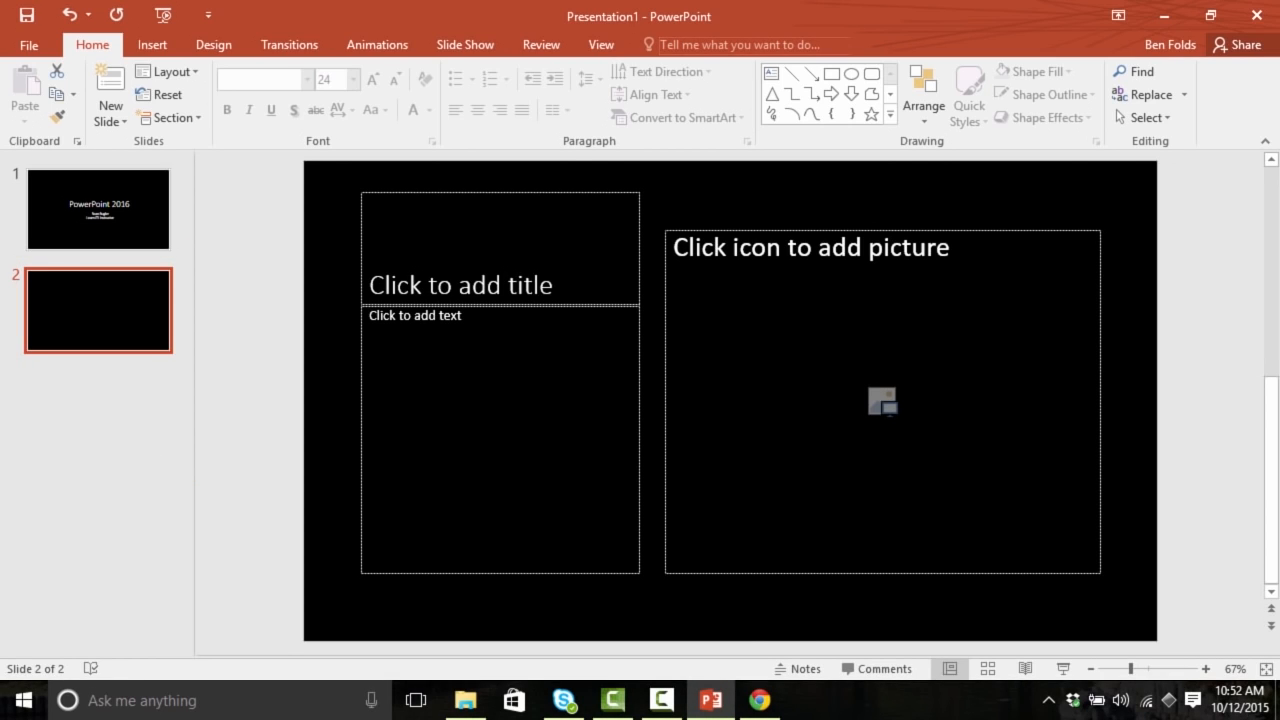 Presentation1 - PowerPoint
File Home Insert Design Transitions Animations Slide Show Review View Tell me what you want to do... Ben Folds Share
Paste
New Slide
Layout
Reset
Section
24
B I U S abc AV Aa A
Text Direction
Align Text
Convert to SmartArt
Arrange
Quick Styles
Shape Fill
Shape Outline
Shape Effects
Find
Replace
Select
Clipboard Slides Font Paragraph Drawing Editing
1
PowerPoint 2016
2
Click to add title
Click to add text
Click icon to add picture
Slide 2 of 2
Notes Comments 67%
Ask me anything
10:52 AM
10/12/2015